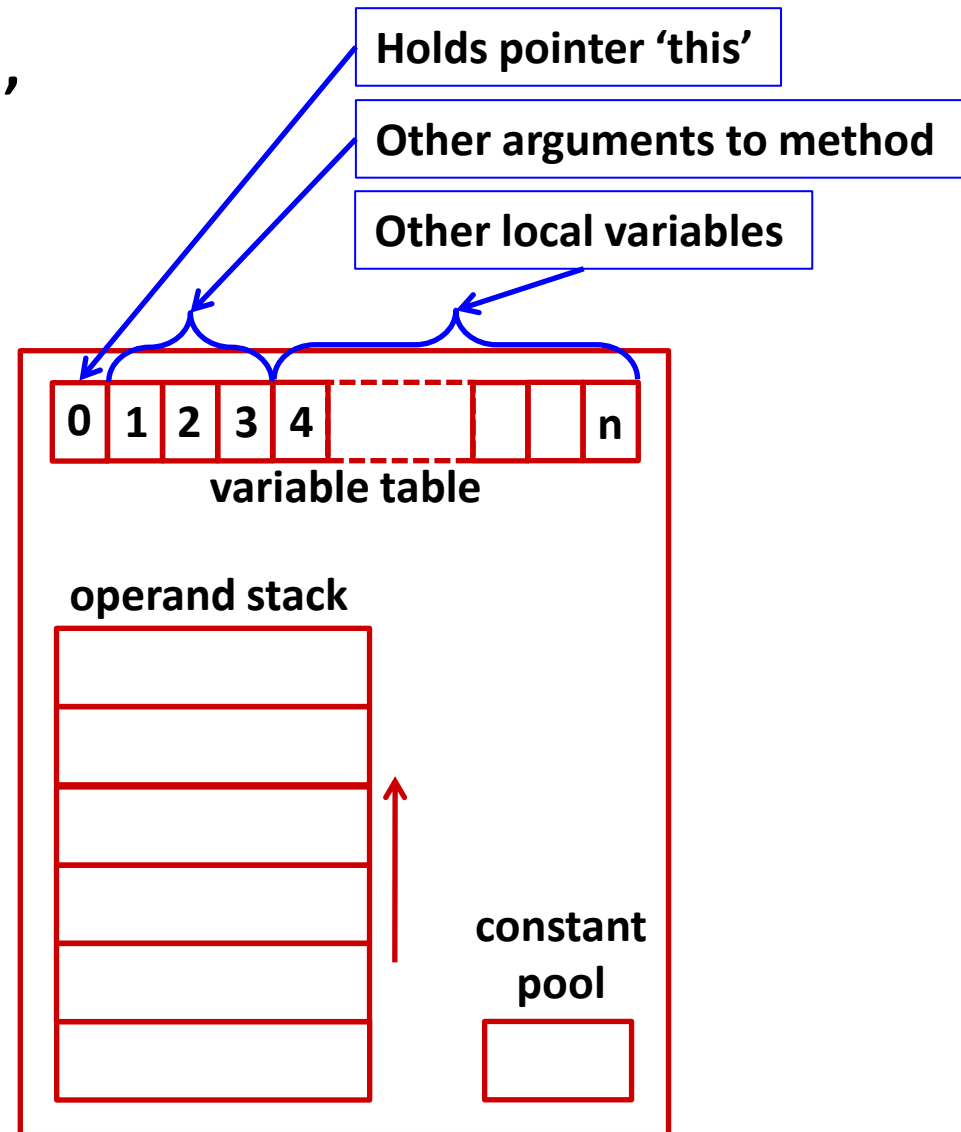 Holds pointer ‘this’
,
Other arguments to method
Other local variables
0 1 2 3 4 n
variable table
operand stack
constant
pool